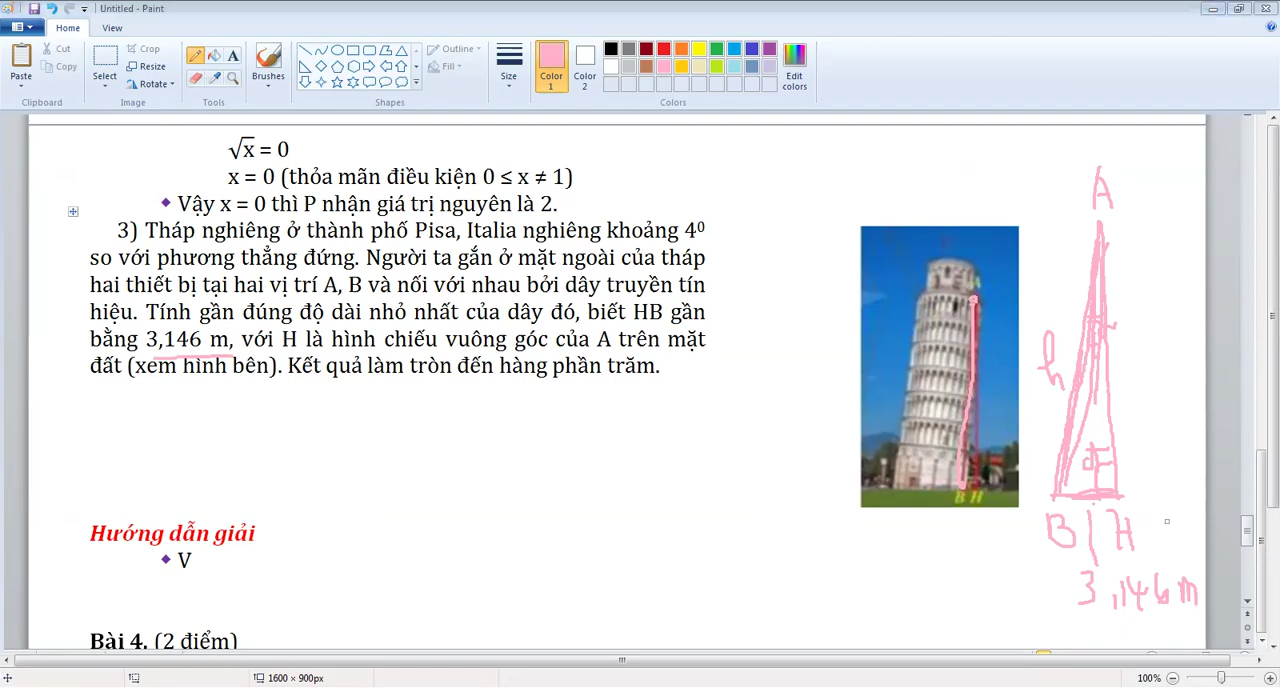 Untitled - Paint
Home
View
Paste
Cut
Copy
Clipboard
Select
Crop
Resize
Rotate
Image
A
Tools
Brushes
Shapes
Outline
Fill
Size
Color 1
Color 2
Edit colors
Colors
√x = 0
x = 0 (thỏa mãn điều kiện 0 ≤ x ≠ 1)
Vậy x = 0 thì P nhận giá trị nguyên là 2.
3) Tháp nghiêng ở thành phố Pisa, Italia nghiêng khoảng 4⁰
so với phương thẳng đứng. Người ta gắn ở mặt ngoài của tháp
hai thiết bị tại hai vị trí A, B và nối với nhau bởi dây truyền tín
hiệu. Tính gần đúng độ dài nhỏ nhất của dây đó, biết HB gần
bằng 3,146 m, với H là hình chiếu vuông góc của A trên mặt
đất (xem hình bên). Kết quả làm tròn đến hàng phần trăm.
B H
A
h
B H
3,146 m
Hướng dẫn giải
V
Bài 4. (2 điểm)
1600 × 900px
100%